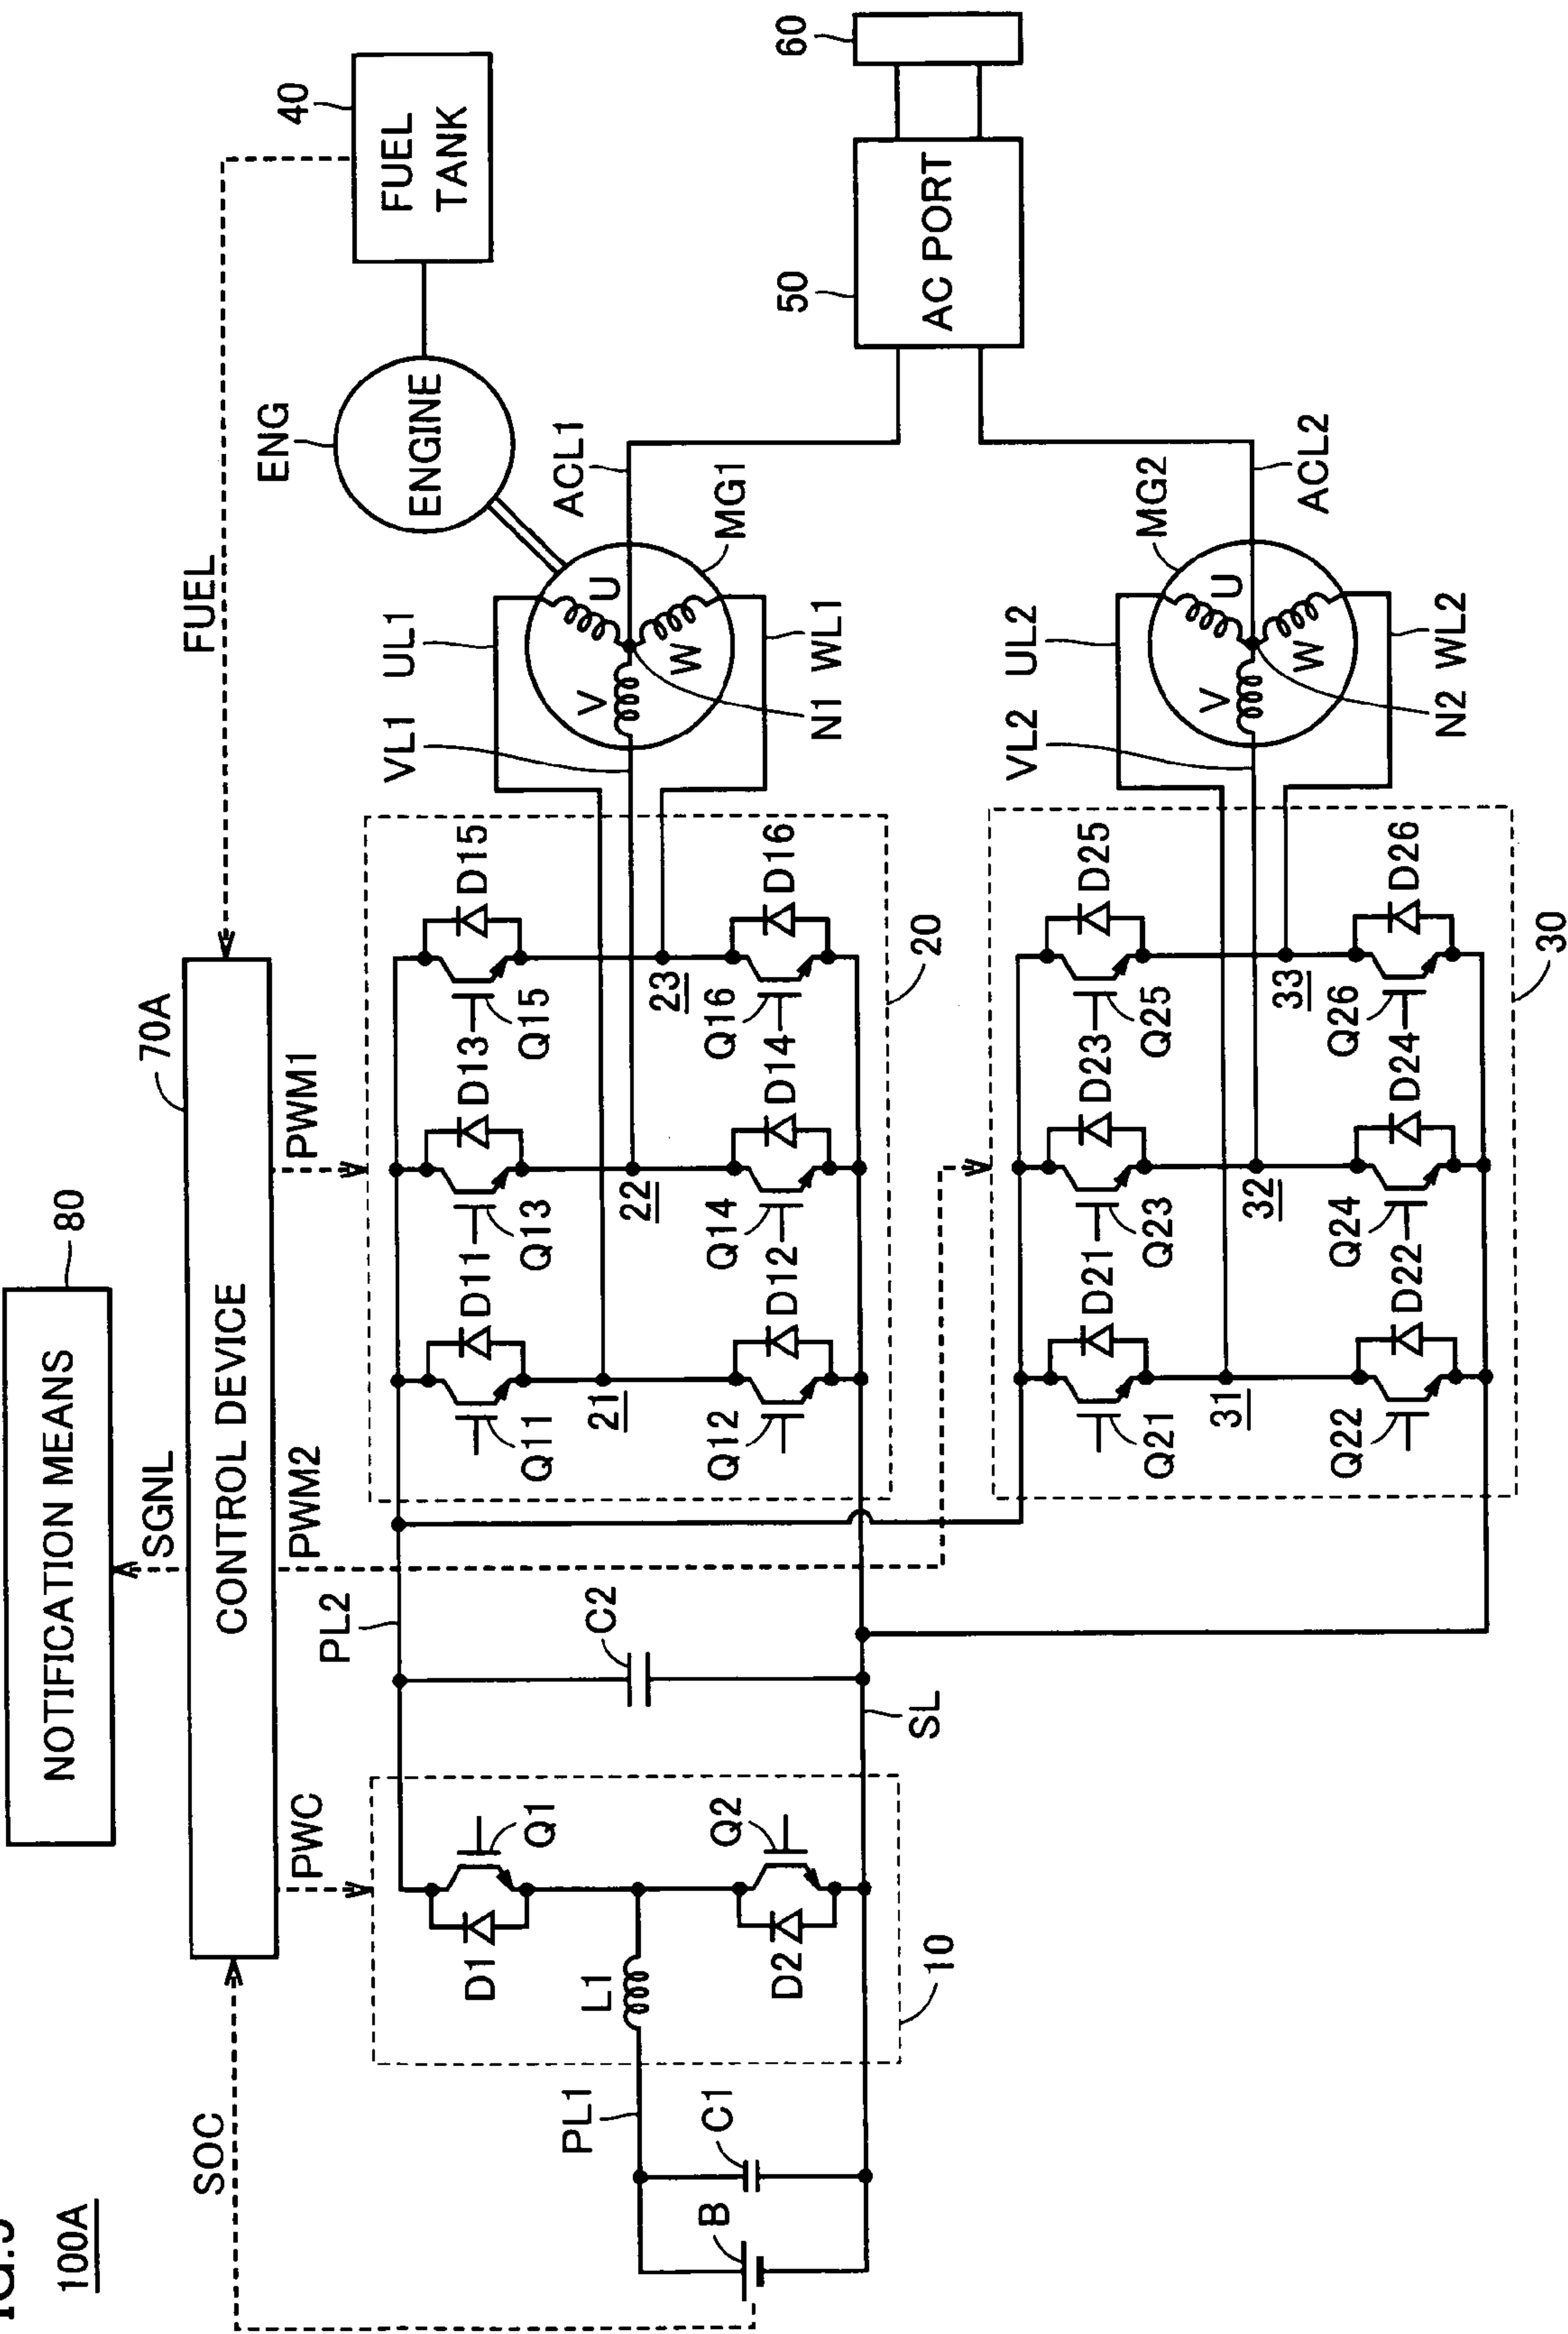 100A
NOTIFICATION MEANS
80
SGNL
70A
CONTROL DEVICE
SOC
FUEL
PWC
PWM2
PWM1
ENG
ENGINE
40
FUEL
TANK
PL2
VL1
UL1
ACL1
D1
Q1
Q11
D11
Q13
D13
Q15
D15
PL1
L1
C2
21
22
23
V
U
W
MG1
N1
WL1
B
C1
D2
Q2
Q12
D12
Q14
D14
Q16
D16
10
SL
20
50
AC PORT
60
VL2
UL2
MG2
ACL2
Q21
D21
Q23
D23
Q25
D25
31
32
33
V
U
W
N2
WL2
Q22
D22
Q24
D24
Q26
D26
30